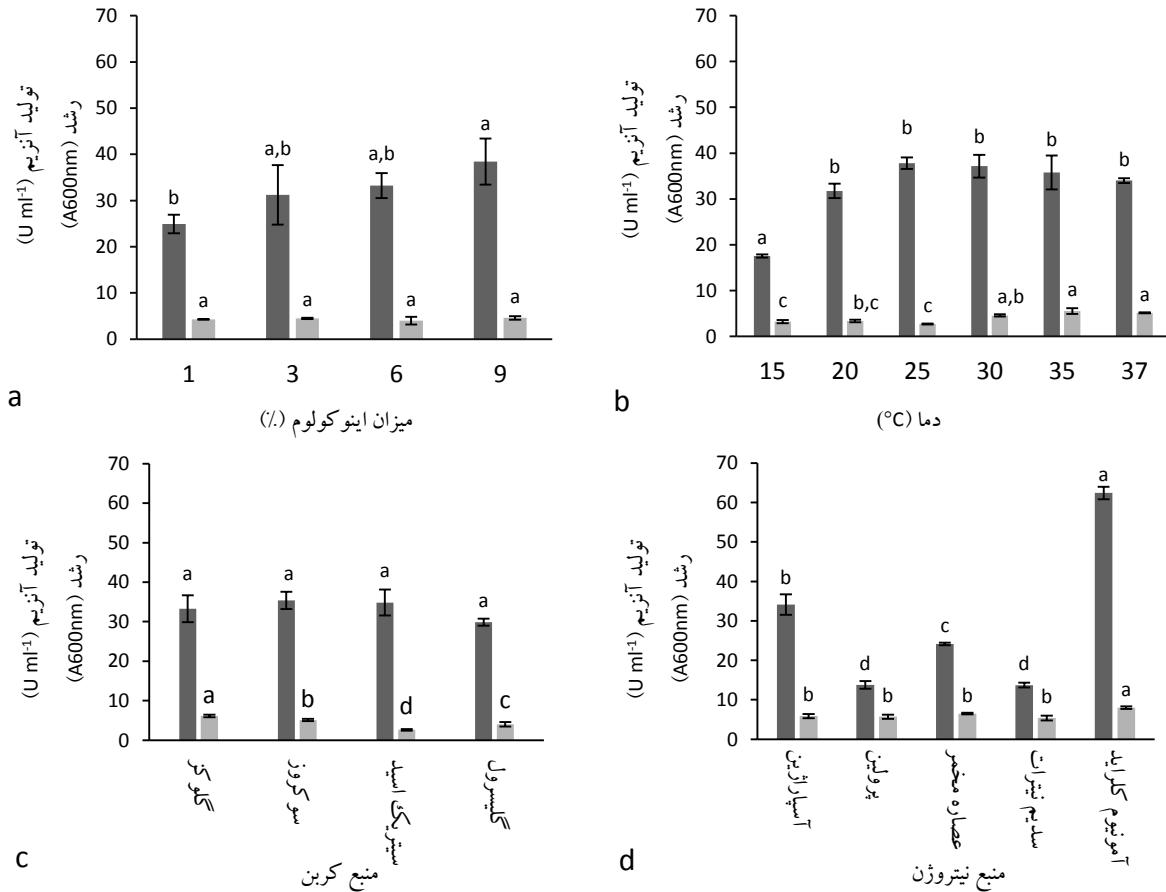 تولید آنزیم (U ml-1)
رشد (A600nm)
70
60
50
40
30
20
10
0
b
a
a,b
a
a,b
a
a
a
1
3
6
9
a
میزان اینوکولوم (٪)
تولید آنزیم (U ml-1)
رشد (A600nm)
70
60
50
40
30
20
10
0
a
c
b
b,c
b
c
b
a,b
b
a
b
a
15
20
25
30
35
37
b
دما (°C)
تولید آنزیم (U ml-1)
رشد (A600nm)
70
60
50
40
30
20
10
0
a
a
a
b
a
d
a
c
گلوکز
سوکروز
سیتریک اسید
گلیسرول
c
منبع کربن
تولید آنزیم (U ml-1)
رشد (A600nm)
70
60
50
40
30
20
10
0
b
b
d
b
c
b
d
b
a
a
آسپاراژین
پرولین
عصاره مخمر
سدیم نیترات
آمونیوم کلراید
d
منبع نیتروژن